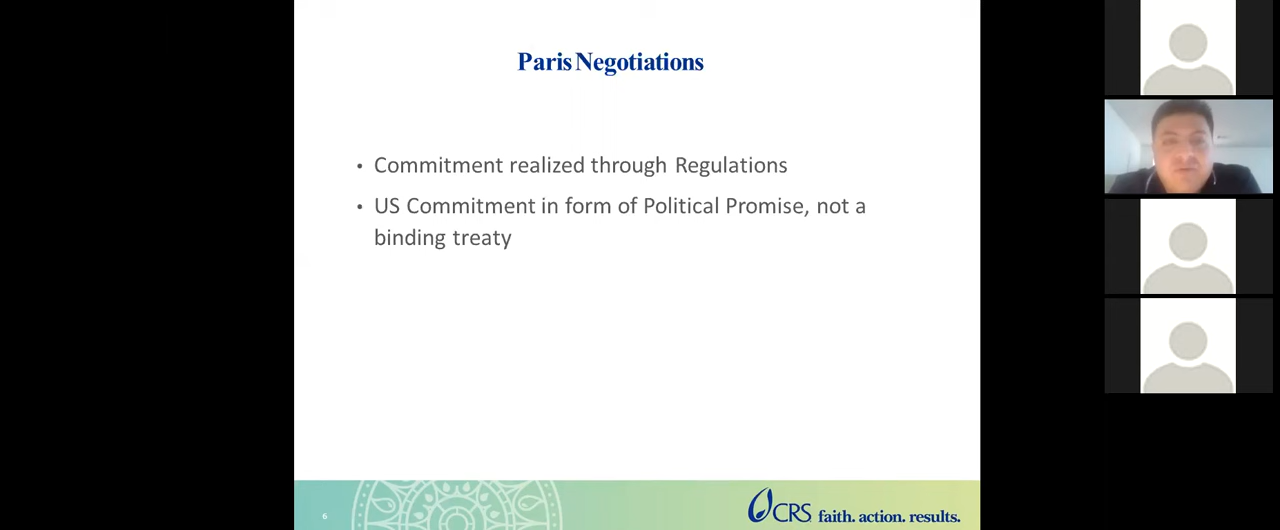 Paris Negotiations
• Commitment realized through Regulations
• US Commitment in form of Political Promise, not a
binding treaty
6
CRS faith. action. results.